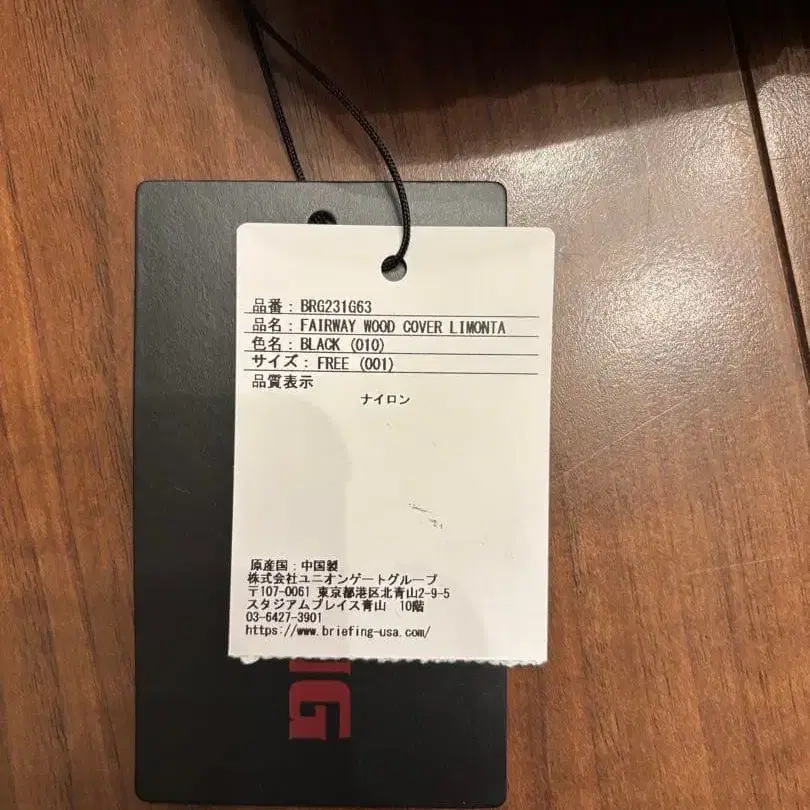 品番：BRG231G63
品名：FAIRWAY WOOD COVER LIMONTA
色名：BLACK (010)
サイズ：FREE (001)
品質表示
ナイロン
原産国：中国製
株式会社ユニオンゲートグループ
〒107-0061 東京都港区北青山2-9-5
スタジアムプレイス青山　10階
03-6427-3901
https://www.briefing-usa.com/
NG